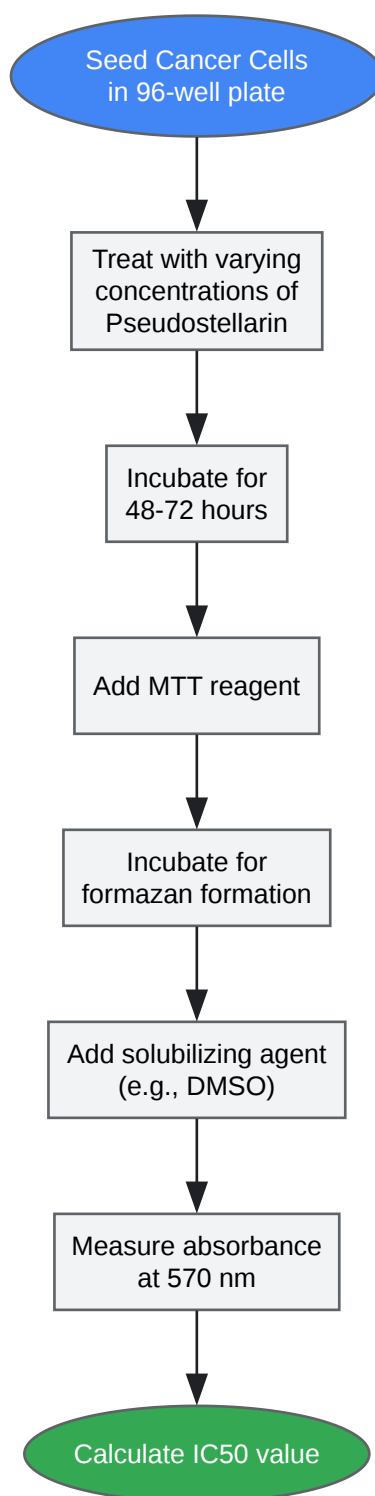 Seed Cancer Cells
in 96-well plate
Treat with varying
concentrations of
Pseudostellarin
Incubate for
48-72 hours
Add MTT reagent
Incubate for
formazan formation
Add solubilizing agent
(e.g., DMSO)
Measure absorbance
at 570 nm
Calculate IC50 value